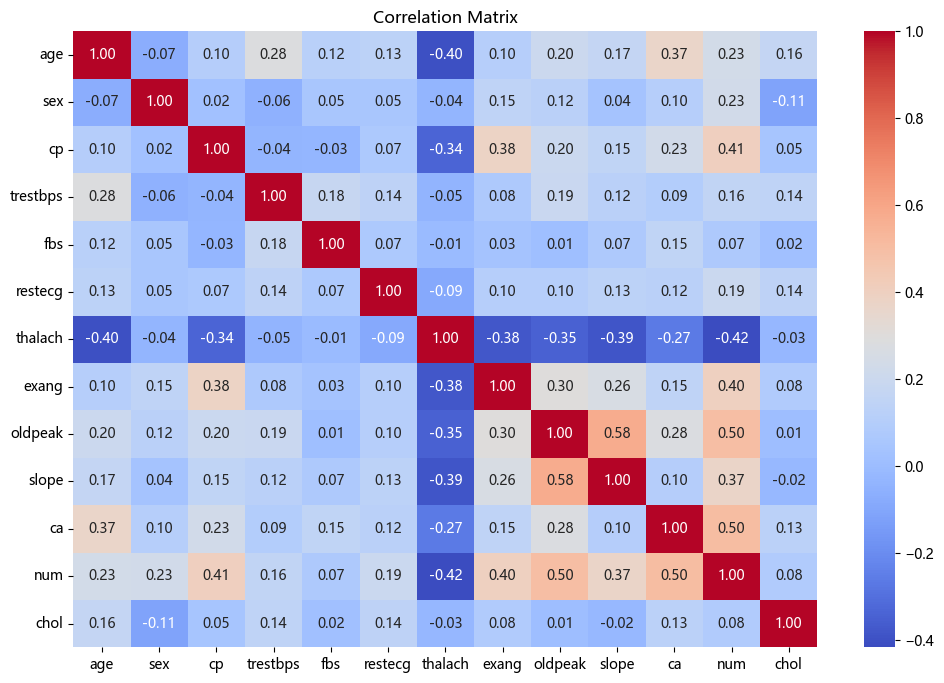 Correlation Matrix
age 1.00 -0.07 0.10 0.28 0.12 0.13 -0.40 0.10 0.20 0.17 0.37 0.23 0.16 1.0
sex -0.07 1.00 0.02 -0.06 0.05 0.05 -0.04 0.15 0.12 0.04 0.10 0.23 -0.11
0.8
cp 0.10 0.02 1.00 -0.04 -0.03 0.07 -0.34 0.38 0.20 0.15 0.23 0.41 0.05
trestbps 0.28 -0.06 -0.04 1.00 0.18 0.14 -0.05 0.08 0.19 0.12 0.09 0.16 0.14
0.6
fbs 0.12 0.05 -0.03 0.18 1.00 0.07 -0.01 0.03 0.01 0.07 0.15 0.07 0.02
restecg 0.13 0.05 0.07 0.14 0.07 1.00 -0.09 0.10 0.10 0.13 0.12 0.19 0.14
0.4
thalach -0.40 -0.04 -0.34 -0.05 -0.01 -0.09 1.00 -0.38 -0.35 -0.39 -0.27 -0.42 -0.03
exang 0.10 0.15 0.38 0.08 0.03 0.10 -0.38 1.00 0.30 0.26 0.15 0.40 0.08
0.2
oldpeak 0.20 0.12 0.20 0.19 0.01 0.10 -0.35 0.30 1.00 0.58 0.28 0.50 0.01
0.0
slope 0.17 0.04 0.15 0.12 0.07 0.13 -0.39 0.26 0.58 1.00 0.10 0.37 -0.02
ca 0.37 0.10 0.23 0.09 0.15 0.12 -0.27 0.15 0.28 0.10 1.00 0.50 0.13
−0.2
num 0.23 0.23 0.41 0.16 0.07 0.19 -0.42 0.40 0.50 0.37 0.50 1.00 0.08
chol 0.16 -0.11 0.05 0.14 0.02 0.14 -0.03 0.08 0.01 -0.02 0.13 0.08 1.00
−0.4
age sex cp trestbps fbs restecg thalach exang oldpeak slope ca num chol